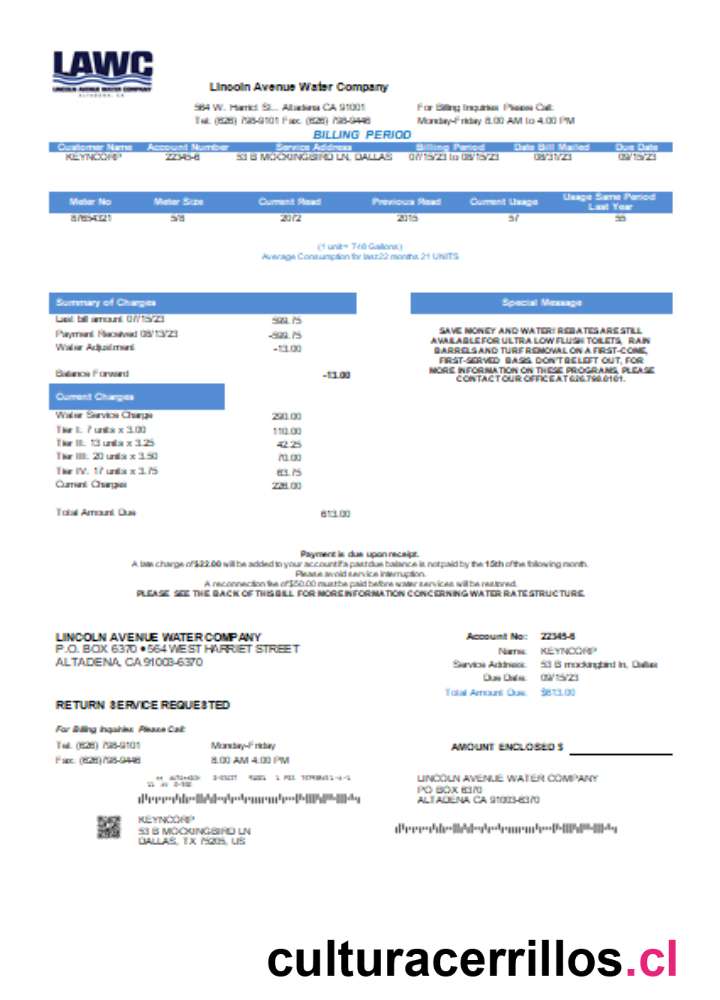 LAWC
LINCOLN AVENUE WATER COMPANY
ALTADENA, CA
Lincoln Avenue Water Company
564 W. Harrict St... Altadena CA 91001
For Billing Inquiries Please Call:
Tel. (626) 798-9101 Fax: (626) 798-9446
Monday-Friday 8.00 AM to 4.00 PM
BILLING PERIOD
Customer Name Account Number Service Address Billing Period Date Bill Mailed Due Date
KEYNCORP 22345-6 53 B MOCKINGBIRD LN, DALLAS 07/15/23 to 08/15/23 08/31/23 09/15/23
Meter No Meter Size Current Read Previous Read Current Usage Usage Same Period Last Year
87654321 5/8 2072 2015 57 55
(1 unit= 748 Gallons)
Average Consumption for last 22 months 21 UNITS
Summary of Charges
Last bill amount 07/15/23 599.75
Payment Received 08/13/23 -599.75
Water Adjustment -13.00
Balance Forward -13.00
Special Message
SAVE MONEY AND WATER! REBATES ARE STILL
AVAILABLE FOR ULTRA LOW FLUSH TOILETS, RAIN
BARRELS AND TURF REMOVAL ON A FIRST-COME,
FIRST-SERVED BASIS. DON'T BE LEFT OUT, FOR
MORE INFORMATION ON THESE PROGRAMS, PLEASE
CONTACT OUR OFFICE AT 626.798.9101.
Current Charges
Water Service Charge 290.00
Tier I. 7 units x 3.00 110.00
Tier II. 13 units x 3.25 42.25
Tier III. 20 units x 3.50 70.00
Tier IV. 17 units x 3.75 63.75
Current Charges 226.00
Total Amount Due 613.00
Payment is due upon receipt.
A late charge of $22.00 will be added to your account if a past due balance is not paid by the 15th of the following month.
Please avoid service interruption.
A reconnection fee of $50.00 must be paid before water services will be restored.
PLEASE SEE THE BACK OF THIS BILL FOR MORE INFORMATION CONCERNING WATER RATE STRUCTURE.
LINCOLN AVENUE WATER COMPANY
P.O. BOX 6370 • 564 WEST HARRIET STREET
ALTADENA, CA 91003-6370
Account No: 22345-6
Name: KEYNCORP
Service Address: 53 B mockingbird ln, Dallas
Due Date: 09/15/23
Total Amount Due: $613.00
RETURN SERVICE REQUESTED
For Billing Inquiries Please Call:
Tel. (626) 798-9101 Monday-Friday
Fax: (626)798-9446 8.00 AM 4.00 PM
AMOUNT ENCLOSED $
LINCOLN AVENUE WATER COMPANY
PO BOX 6370
ALTADENA CA 91003-6370
KEYNCORP
53 B MOCKINGBIRD LN
DALLAS, TX 75205, US
culturacerrillos.cl